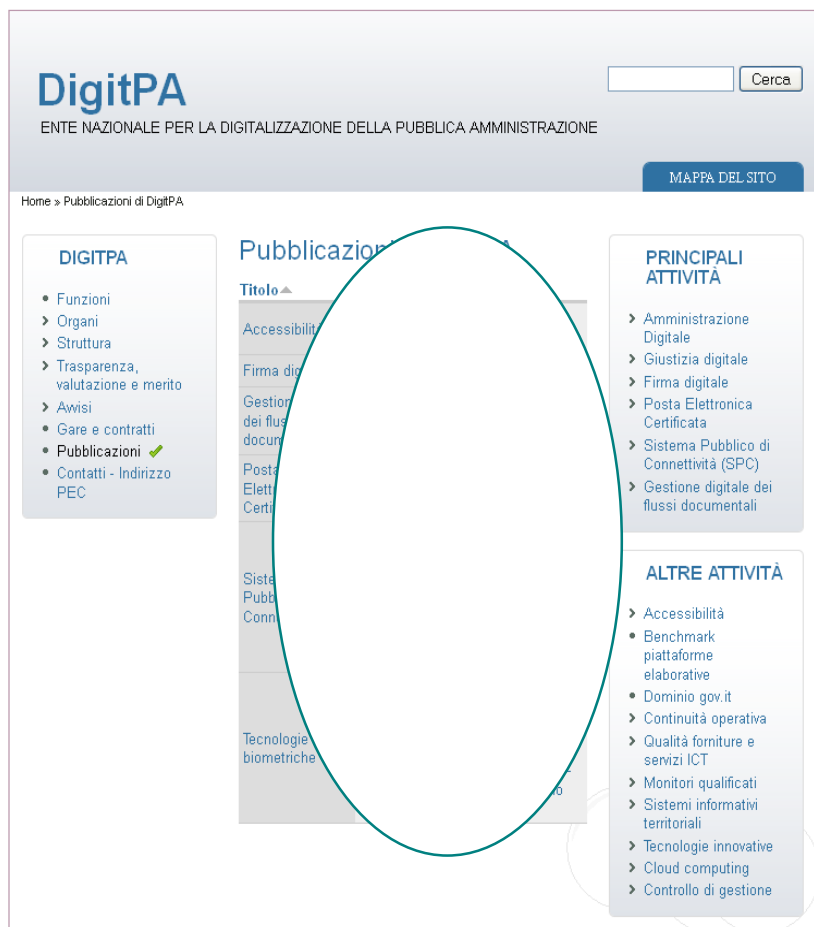 DigitPA
Cerca
ENTE NAZIONALE PER LA DIGITALIZZAZIONE DELLA PUBBLICA AMMINISTRAZIONE
MAPPA DEL SITO
Home » Pubblicazioni di DigitPA
DIGITPA
Funzioni
Organi
Struttura
Trasparenza,
valutazione e merito
Avvisi
Gare e contratti
Pubblicazioni
Contatti - Indirizzo
PEC
Titolo
Tecnologie
biometriche
PRINCIPALI
ATTIVITÀ
Amministrazione
Digitale
Giustizia digitale
Firma digitale
Posta Elettronica
Certificata
Sistema Pubblico di
Connettività (SPC)
Gestione digitale dei
flussi documentali
ALTRE ATTIVITÀ
Accessibilità
Benchmark
piattaforme
elaborative
Dominio gov.it
Continuità operativa
Qualità forniture e
servizi ICT
Monitori qualificati
Sistemi informativi
territoriali
Tecnologie innovative
Cloud computing
Controllo di gestione